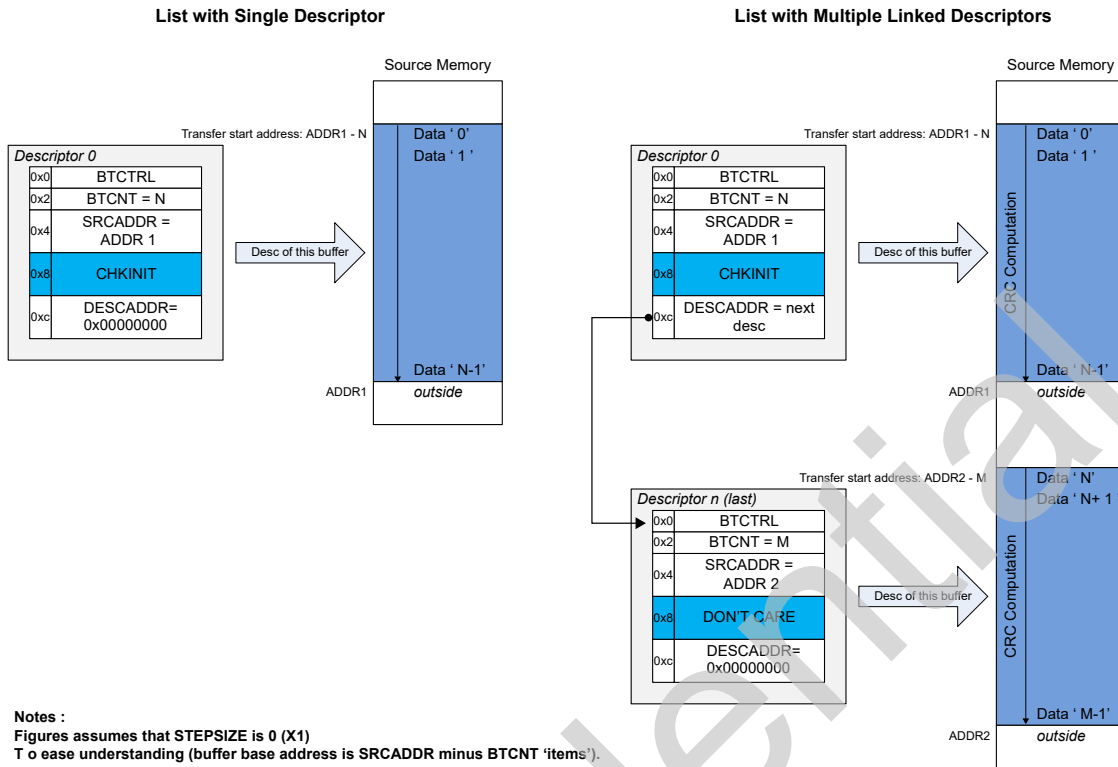 List with Single Descriptor
Source Memory
Transfer start address: ADDR1 - N
Data ‘ 0’
Data ‘ 1 ’
Descriptor 0
0x0 BTCTRL
0x2 BTCNT = N
0x4 SRCADDR =
ADDR 1
Desc of this buffer
0x8 CHKINIT
0xc DESCADDR=
0x00000000
Data ‘ N-1’
ADDR1 outside
List with Multiple Linked Descriptors
Source Memory
Transfer start address: ADDR1 - N
Data ‘ 0’
Data ‘ 1’
Descriptor 0
0x0 BTCTRL
0x2 BTCNT = N
0x4 SRCADDR =
ADDR 1
Desc of this buffer
CRC Computation
0x8 CHKINIT
0xc DESCADDR = next
desc
Data ‘ N-1’
ADDR1 outside
Transfer start address: ADDR2 - M
Data ‘ N’
Data ‘ N+ 1
Descriptor n (last)
0x0 BTCTRL
0x2 BTCNT = M
0x4 SRCADDR =
ADDR 2
Desc of this buffer
CRC Computation
0x8 DON’T CARE
0xc DESCADDR=
0x00000000
Data ‘ M-1’
ADDR2 outside
Notes :
Figures assumes that STEPSIZE is 0 (X1)
T o ease understanding (buffer base address is SRCADDR minus BTCNT ‘items’).
ential